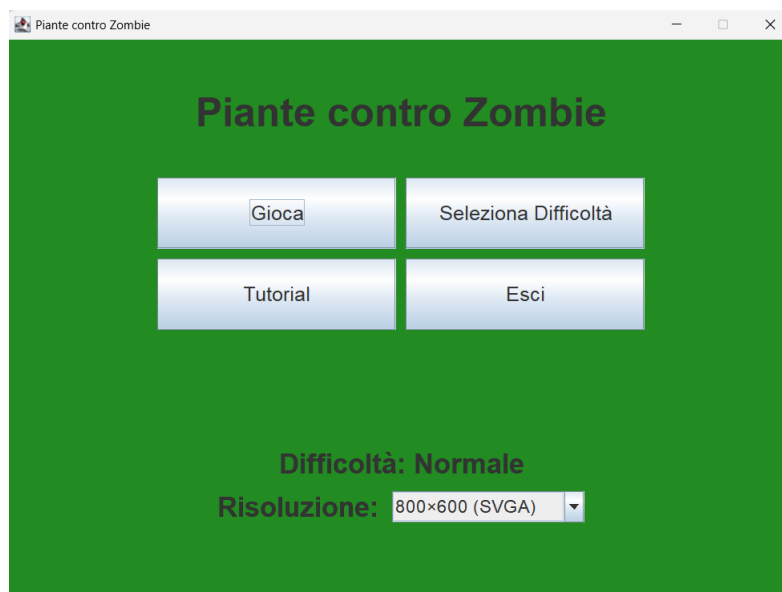 Piante contro Zombie
Piante contro Zombie
Gioca
Seleziona Difficoltà
Tutorial
Esci
Difficoltà: Normale
Risoluzione: 800×600 (SVGA)